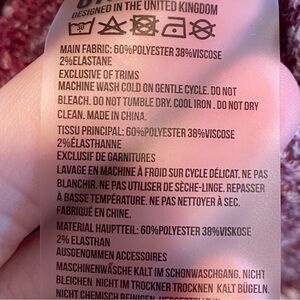 DESIGNED IN THE UNITED KINGDOM
30
MAIN FABRIC: 60%POLYESTER 38%VISCOSE
2%ELASTANE
EXCLUSIVE OF TRIMS
MACHINE WASH COLD ON GENTLE CYCLE. DO NOT
BLEACH. DO NOT TUMBLE DRY. COOL IRON . DO NOT DRY
CLEAN. MADE IN CHINA.
TISSU PRINCIPAL: 60%POLYESTER 38%VISCOSE
2%ÉLASTHANNE
EXCLUSIF DE GARNITURES
LAVAGE EN MACHINE À FROID SUR CYCLE DÉLICAT. NE PAS
BLANCHIR. NE PAS UTILISER DE SÈCHE-LINGE. REPASSER
À BASSE TEMPÉRATURE. NE PAS NETTOYER À SEC.
FABRIQUÉ EN CHINE.
MATERIAL HAUPTTEIL: 60%POLYESTER 38%VISKOSE
2% ELASTHAN
AUSGENOMMEN ACCESSOIRES
MASCHINENWÄSCHE KALT IM SCHONWASCHGANG. NICHT
BLEICHEN. NICHT IM TROCKNER TROCKNEN KALT BÜGELN.
NICHT CHEMISCH REINIGEN.